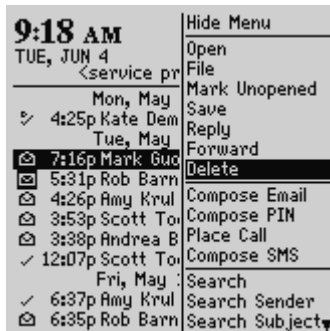 9:18 AM
TUE, JUN 4
<service pr
Mon, May
4:25p Kate Dem
Tue, May
7:16p Mark Guo
5:31p Rob Barn
4:26p Amy Krul
3:53p Scott To
3:38p Andrea B
12:07p Scott To
Fri, May
6:37p Amy Krul
6:35p Rob Barn
Hide Menu
Open
File
Mark Unopened
Save
Reply
Forward
Delete
Compose Email
Compose PIN
Place Call
Compose SMS
Search
Search Sender
Search Subject